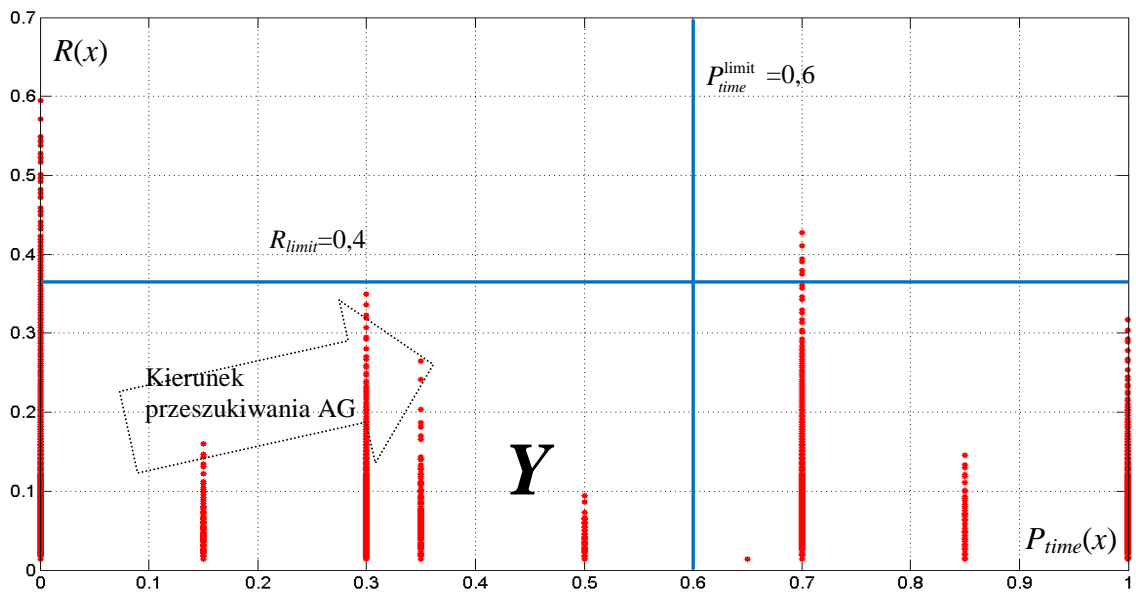 0.7
R(x)
P_time^limit =0,6
0.6
0.5
R_limit=0,4
0.4
0.3
Kierunek
przeszukiwania AG
0.2
Y
0.1
P_time(x)
0
0 0.1 0.2 0.3 0.4 0.5 0.6 0.7 0.8 0.9 1